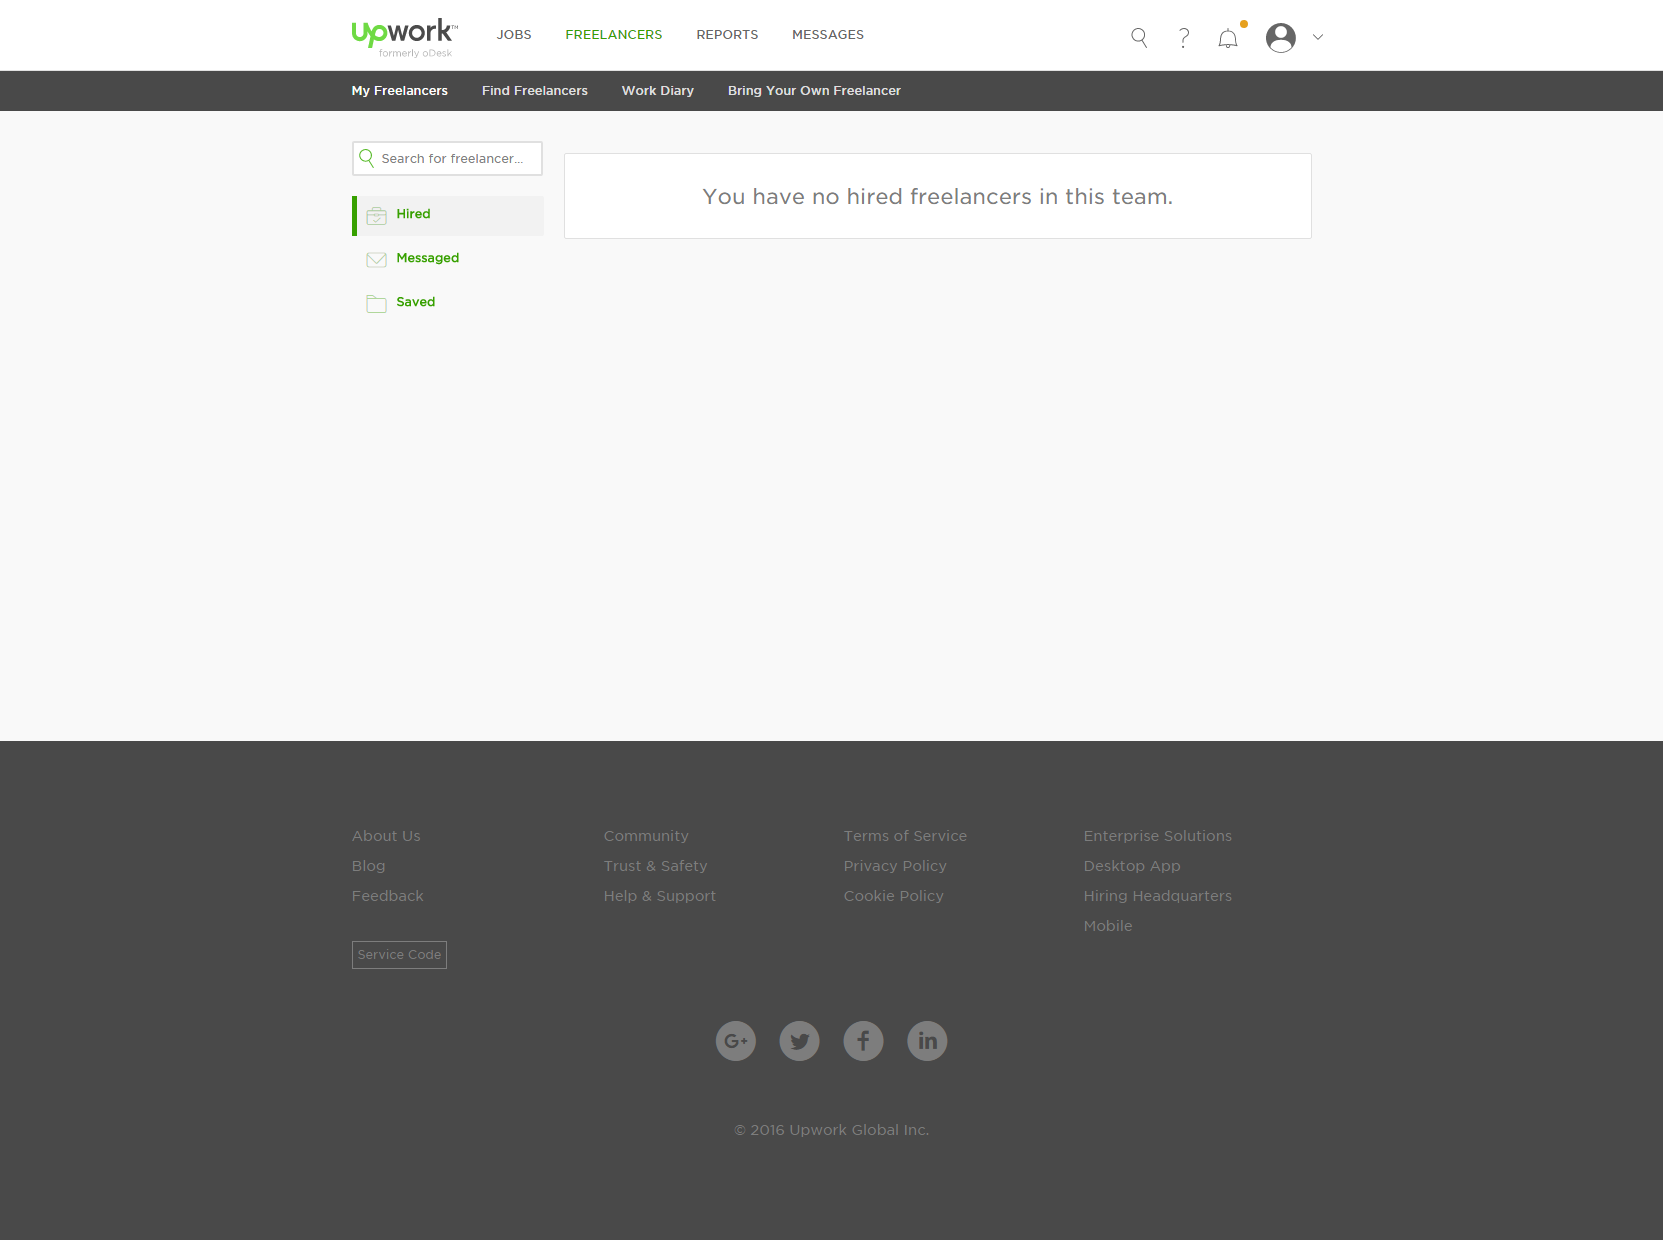 upwork™
formerly oDesk
JOBS FREELANCERS REPORTS MESSAGES
My Freelancers Find Freelancers Work Diary Bring Your Own Freelancer
Search for freelancer...
You have no hired freelancers in this team.
Hired
Messaged
Saved
About Us Community Terms of Service Enterprise Solutions
Blog Trust & Safety Privacy Policy Desktop App
Feedback Help & Support Cookie Policy Hiring Headquarters
Mobile
Service Code
G+ f in
© 2016 Upwork Global Inc.